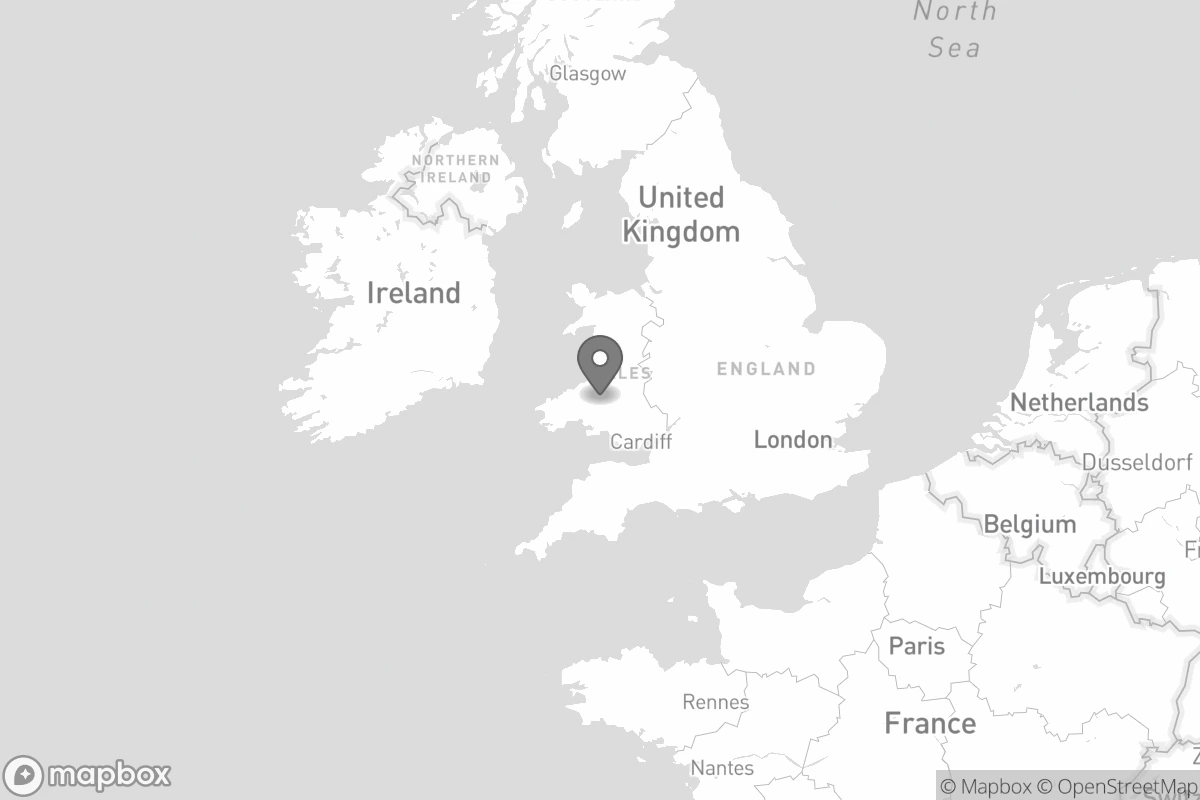 North
Sea
Glasgow
NORTHERN
IRELAND
United
Kingdom
Ireland
ENGLAND
LES
Netherlands
London
Cardiff
Dusseldorf
Belgium
Luxembourg
Paris
Rennes
France
Nantes
mapbox
© Mapbox © OpenStreetMap